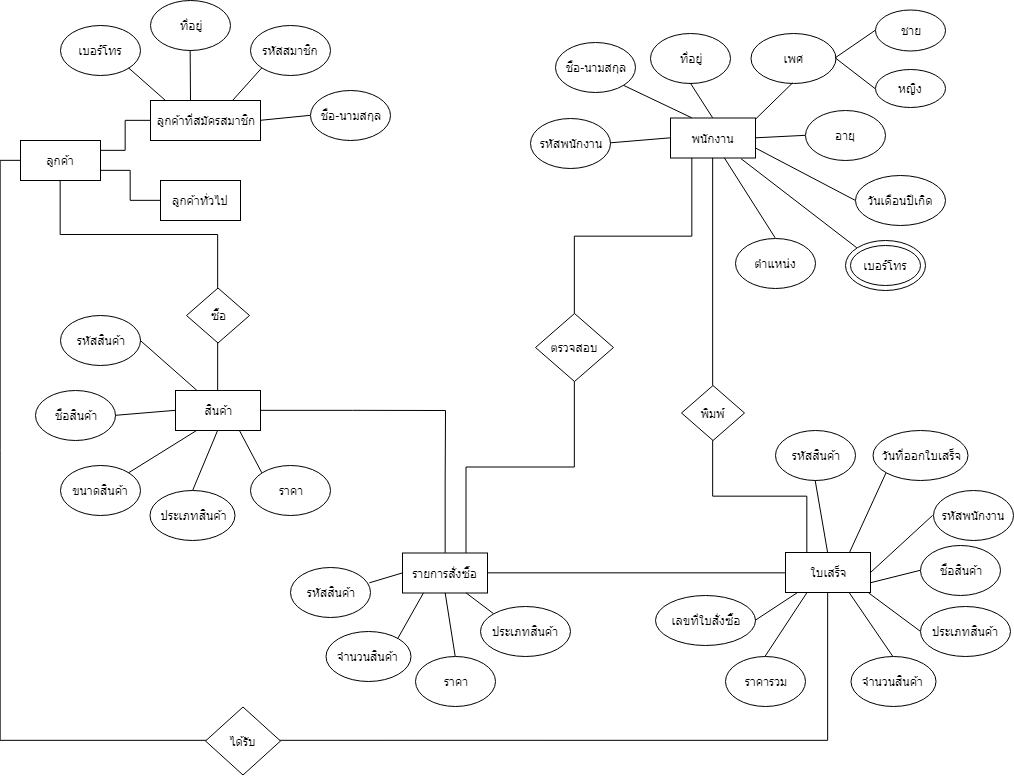 ที่อยู่
เบอร์โทร
รหัสสมาชิก
ลูกค้าที่สมัครสมาชิก
ชื่อ-นามสกุล
ลูกค้า
ลูกค้าทั่วไป
ชาย
ชื่อ-นามสกุล
ที่อยู่
เพศ
หญิง
รหัสพนักงาน
พนักงาน
อายุ
วันเดือนปีเกิด
ตำแหน่ง
เบอร์โทร
ซื้อ
ตรวจสอบ
พิมพ์
รหัสสินค้า
ชื่อสินค้า
สินค้า
ขนาดสินค้า
ประเภทสินค้า
ราคา
รหัสสินค้า
วันที่ออกใบเสร็จ
รหัสพนักงาน
ชื่อสินค้า
รายการสั่งซื้อ
ใบเสร็จ
รหัสสินค้า
ประเภทสินค้า
เลขที่ใบสั่งซื้อ
ประเภทสินค้า
จำนวนสินค้า
ราคา
ราคารวม
จำนวนสินค้า
ได้รับ